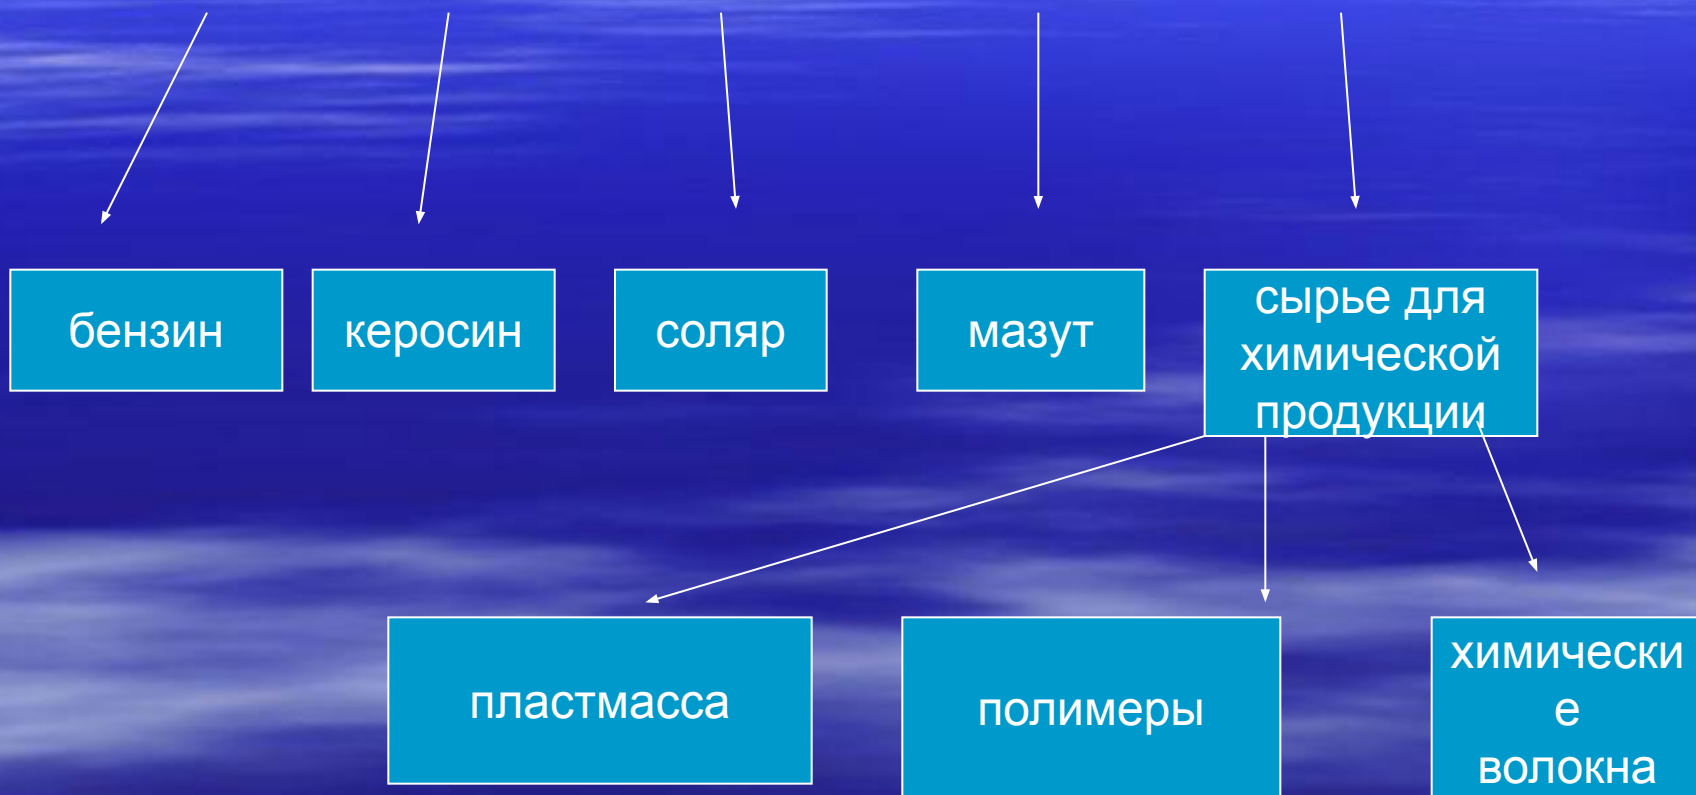 бензин
керосин
соляр
мазут
сырье для
химической
продукции
пластмасса
полимеры
химически
е
волокна